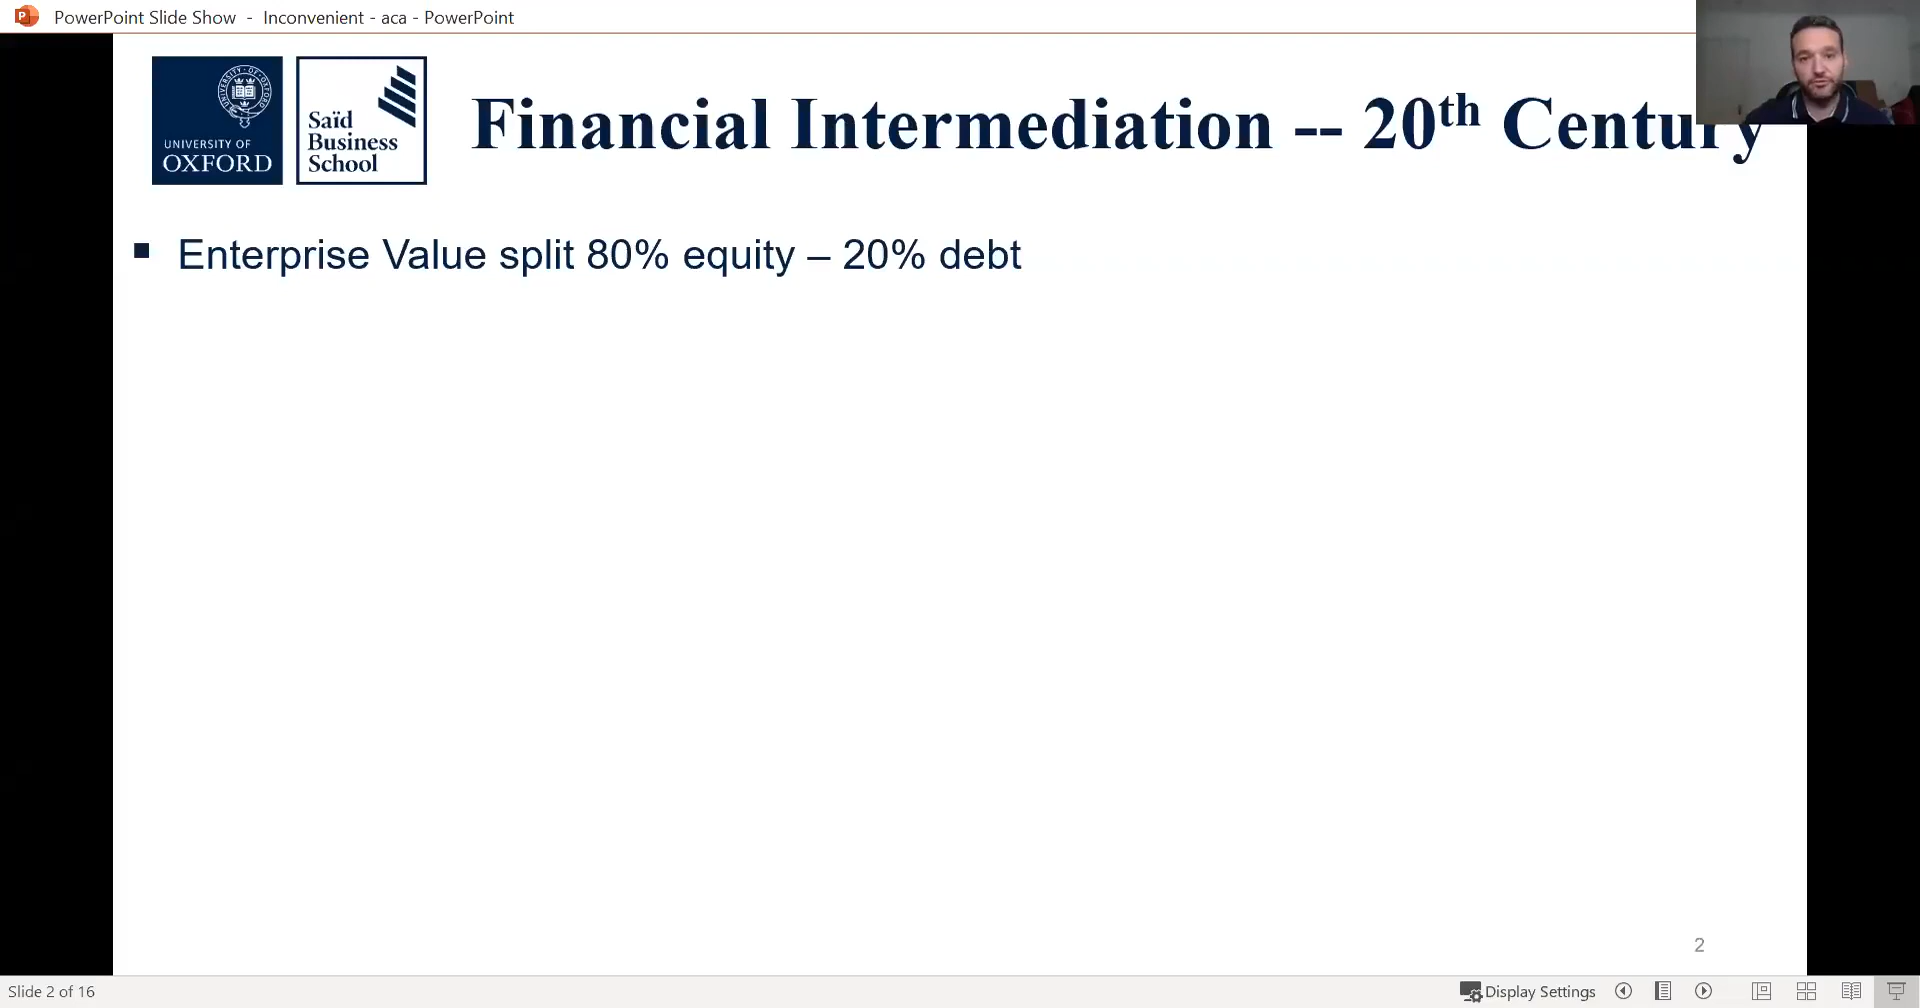 PowerPoint Slide Show - Inconvenient - aca - PowerPoint
UNIVERSITY OF
OXFORD
Saïd
Business
School
Financial Intermediation -- 20th Century
Enterprise Value split 80% equity – 20% debt
2
Slide 2 of 16
Display Settings